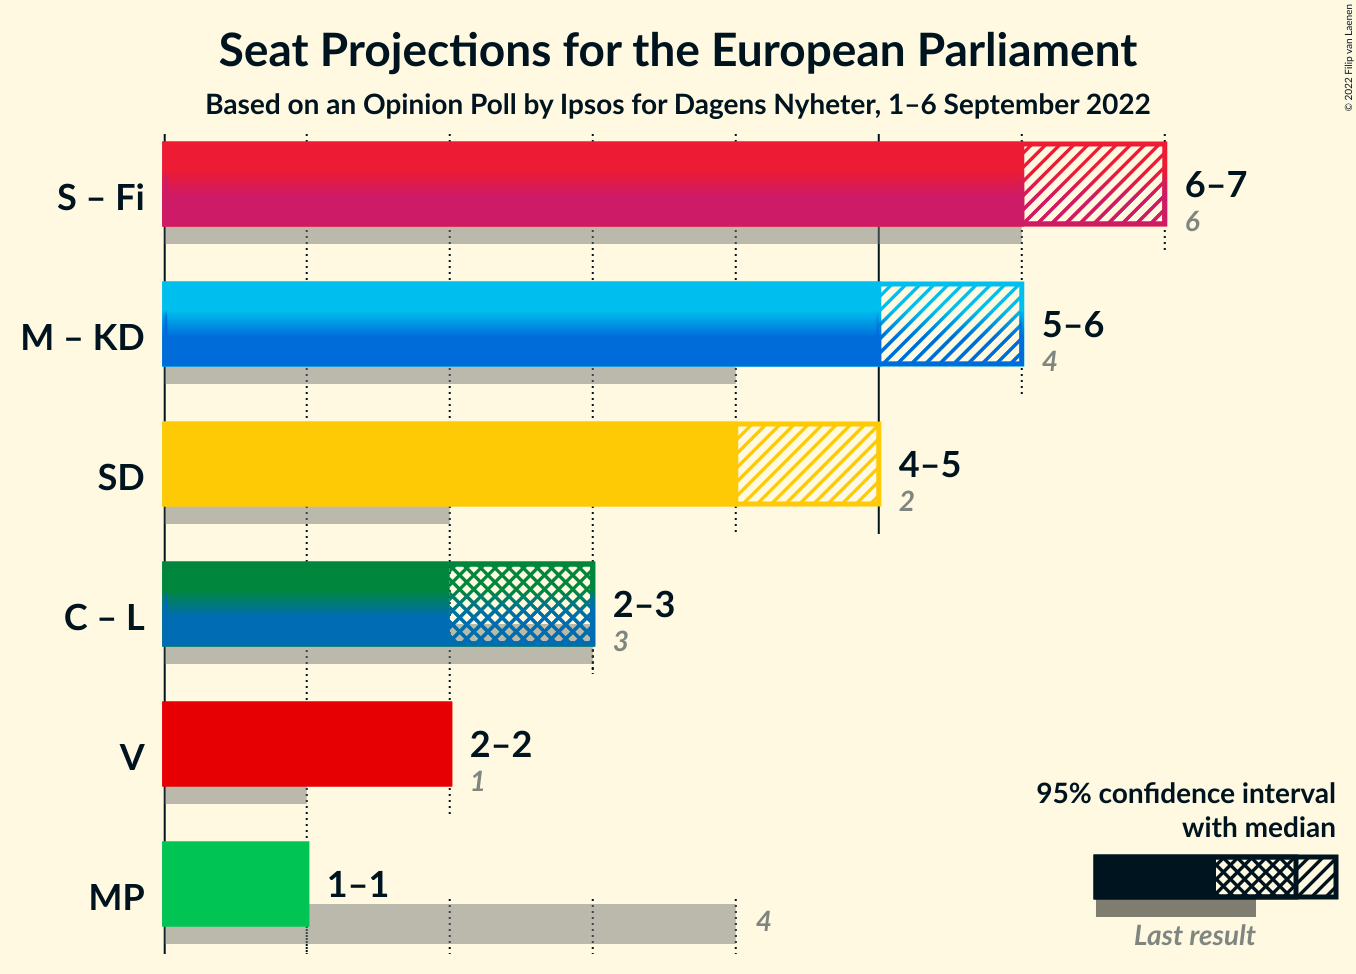 Seat Projections for the European Parliament
Based on an Opinion Poll by Ipsos for Dagens Nyheter, 1–6 September 2022
© 2022 Filip van Laenen
S – Fi
6–7
6
M – KD
5–6
4
SD
4–5
2
C – L
2–3
3
V
2–2
1
MP
1–1
4
95% confidence interval
with median
Last result